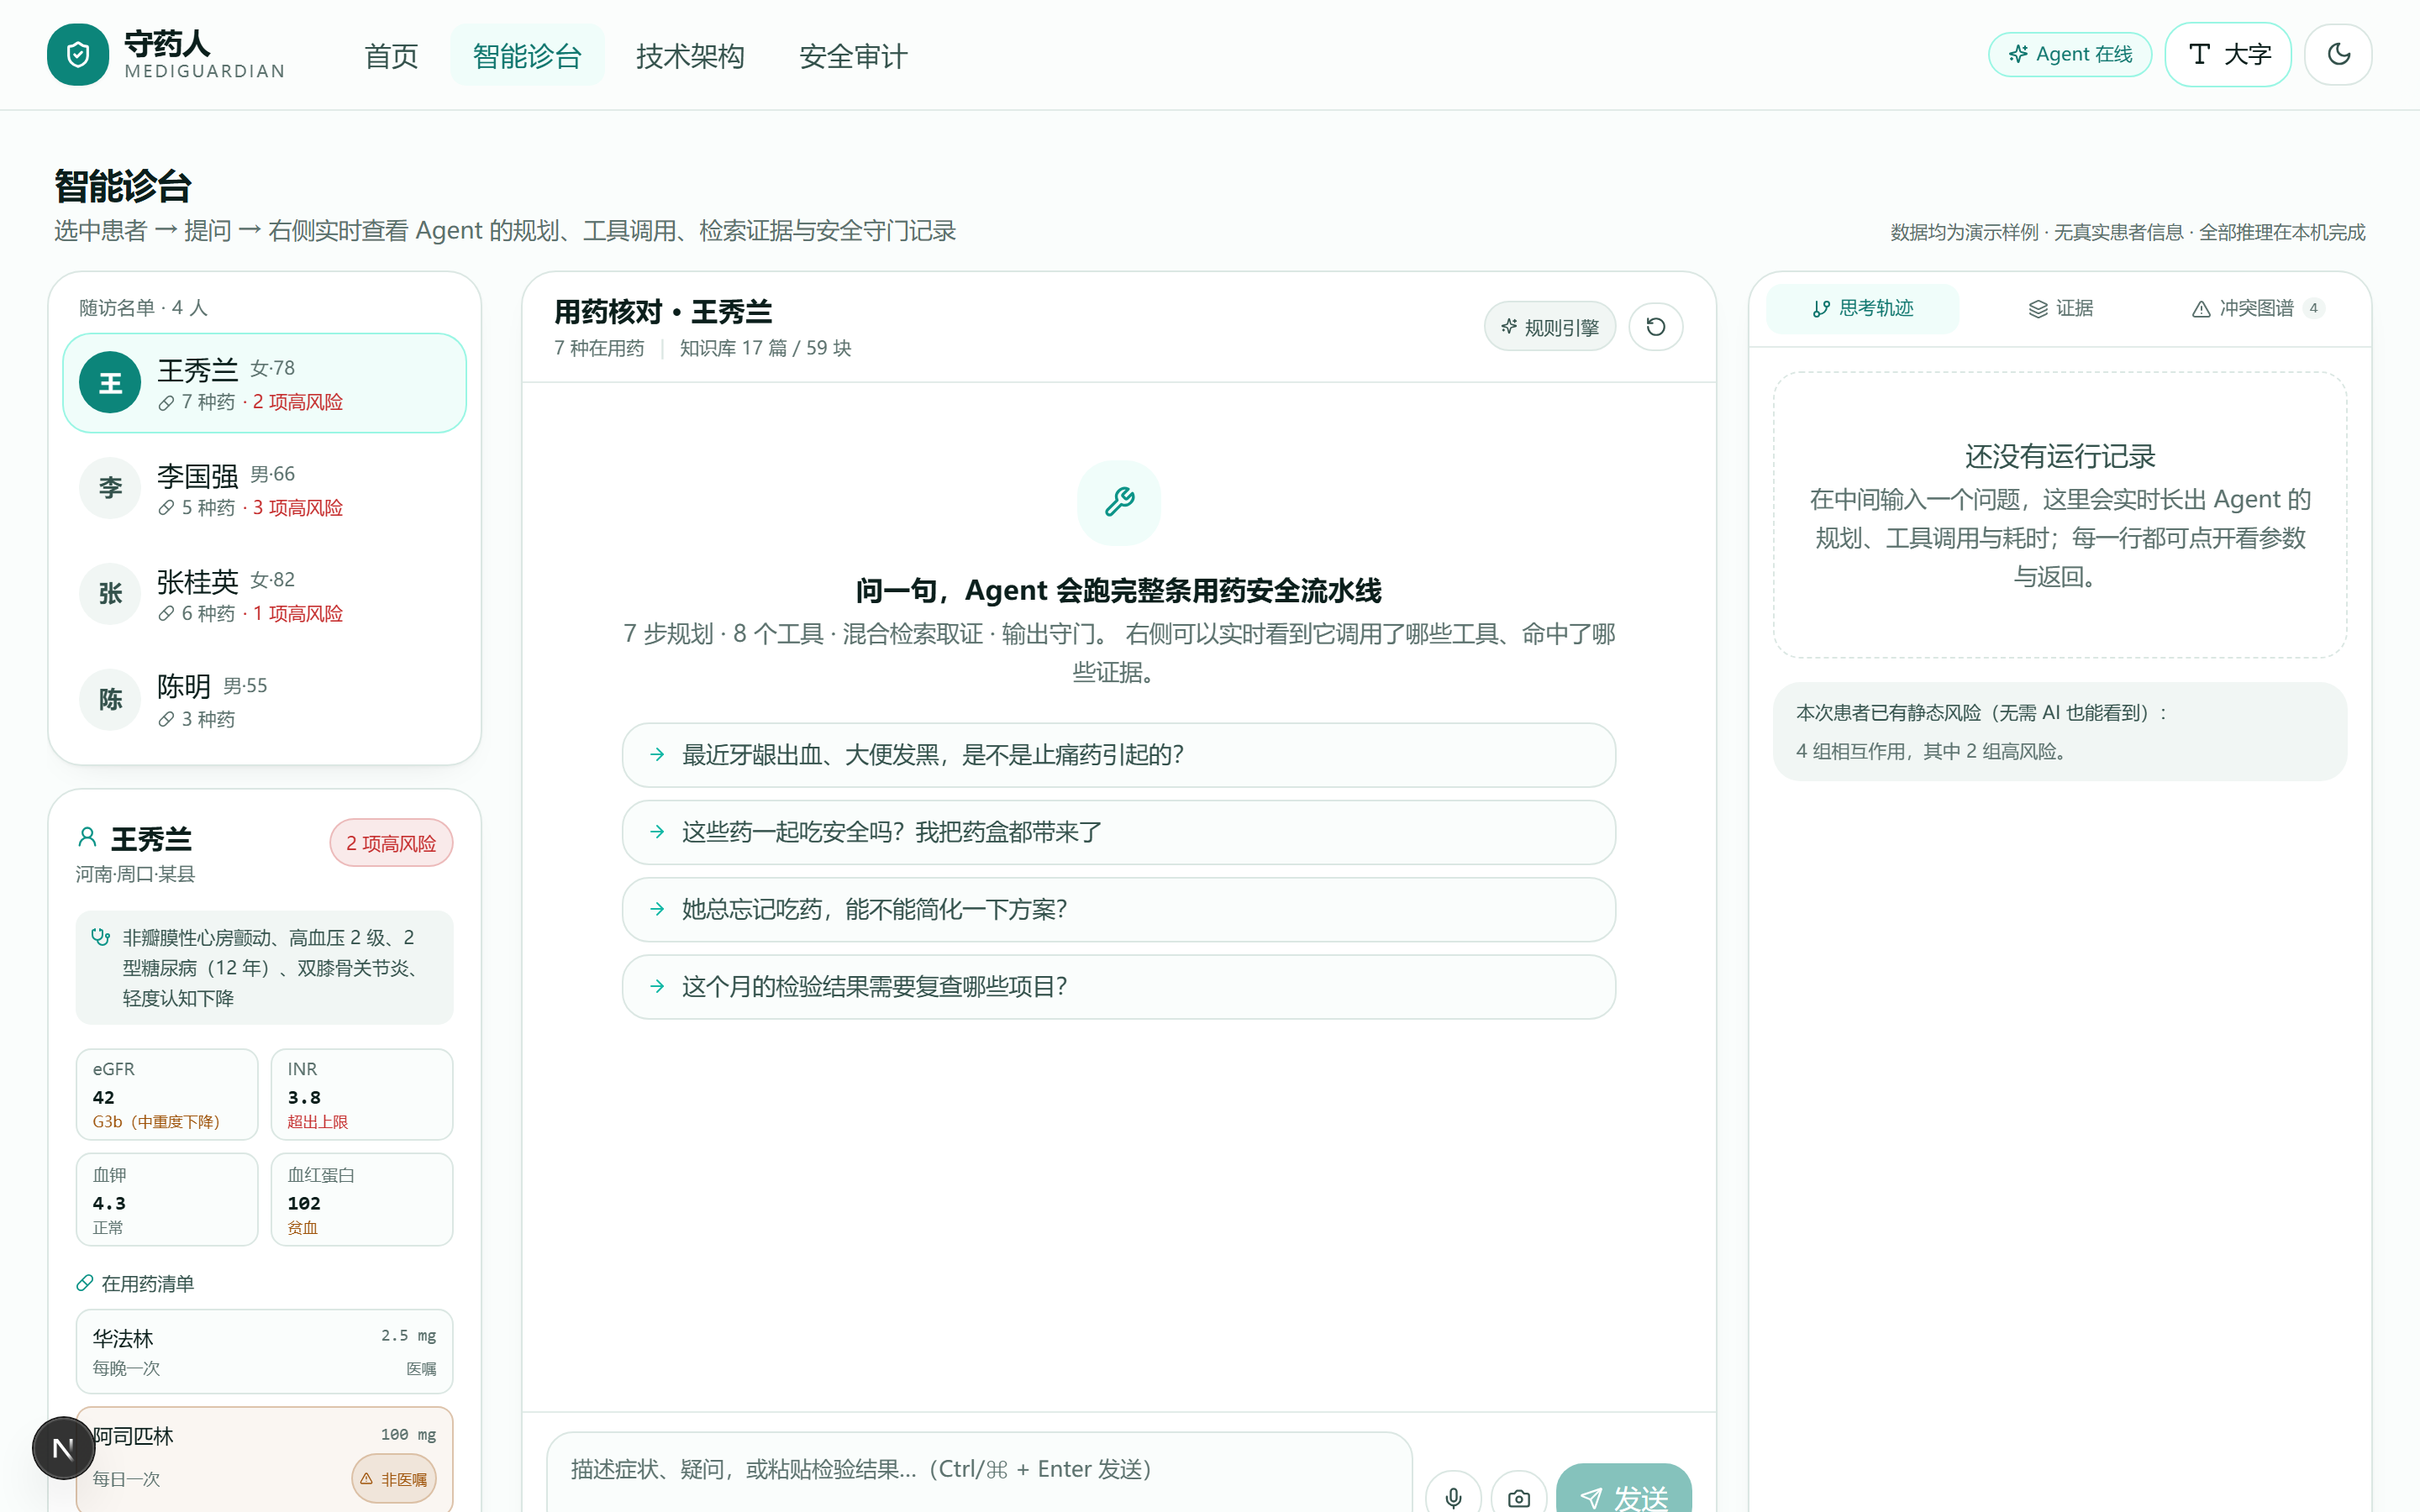 守药人
MEDIGUARDIAN
首页
智能诊台
技术架构
安全审计
Agent 在线
大字
智能诊台
选中患者 → 提问 → 右侧实时查看 Agent 的规划、工具调用、检索证据与安全守门记录
数据均为演示样例 · 无真实患者信息 · 全部推理在本机完成
随访名单 · 4 人
王
王秀兰 女·78
7 种药 · 2 项高风险
李
李国强 男·66
5 种药 · 3 项高风险
张
张桂英 女·82
6 种药 · 1 项高风险
陈
陈明 男·55
3 种药
王秀兰
2 项高风险
河南·周口·某县
非瓣膜性心房颤动、高血压 2 级、2
型糖尿病（12 年）、双膝骨关节炎、
轻度认知下降
eGFR
42
G3b（中重度下降）
INR
3.8
超出上限
血钾
4.3
正常
血红蛋白
102
贫血
在用药清单
华法林
2.5 mg
每晚一次
医嘱
阿司匹林
100 mg
每日一次
非医嘱
N
用药核对 · 王秀兰
7 种在用药 | 知识库 17 篇 / 59 块
规则引擎
问一句，Agent 会跑完整条用药安全流水线
7 步规划 · 8 个工具 · 混合检索取证 · 输出守门。 右侧可以实时看到它调用了哪些工具、命中了哪
些证据。
→ 最近牙龈出血、大便发黑，是不是止痛药引起的？
→ 这些药一起吃安全吗？我把药盒都带来了
→ 她总忘记吃药，能不能简化一下方案？
→ 这个月的检验结果需要复查哪些项目？
描述症状、疑问，或粘贴检验结果...（Ctrl/⌘ + Enter 发送）
发送
思考轨迹
证据
冲突图谱 4
还没有运行记录
在中间输入一个问题，这里会实时长出 Agent 的
规划、工具调用与耗时；每一行都可点开看参数
与返回。
本次患者已有静态风险（无需 AI 也能看到）：
4 组相互作用，其中 2 组高风险。